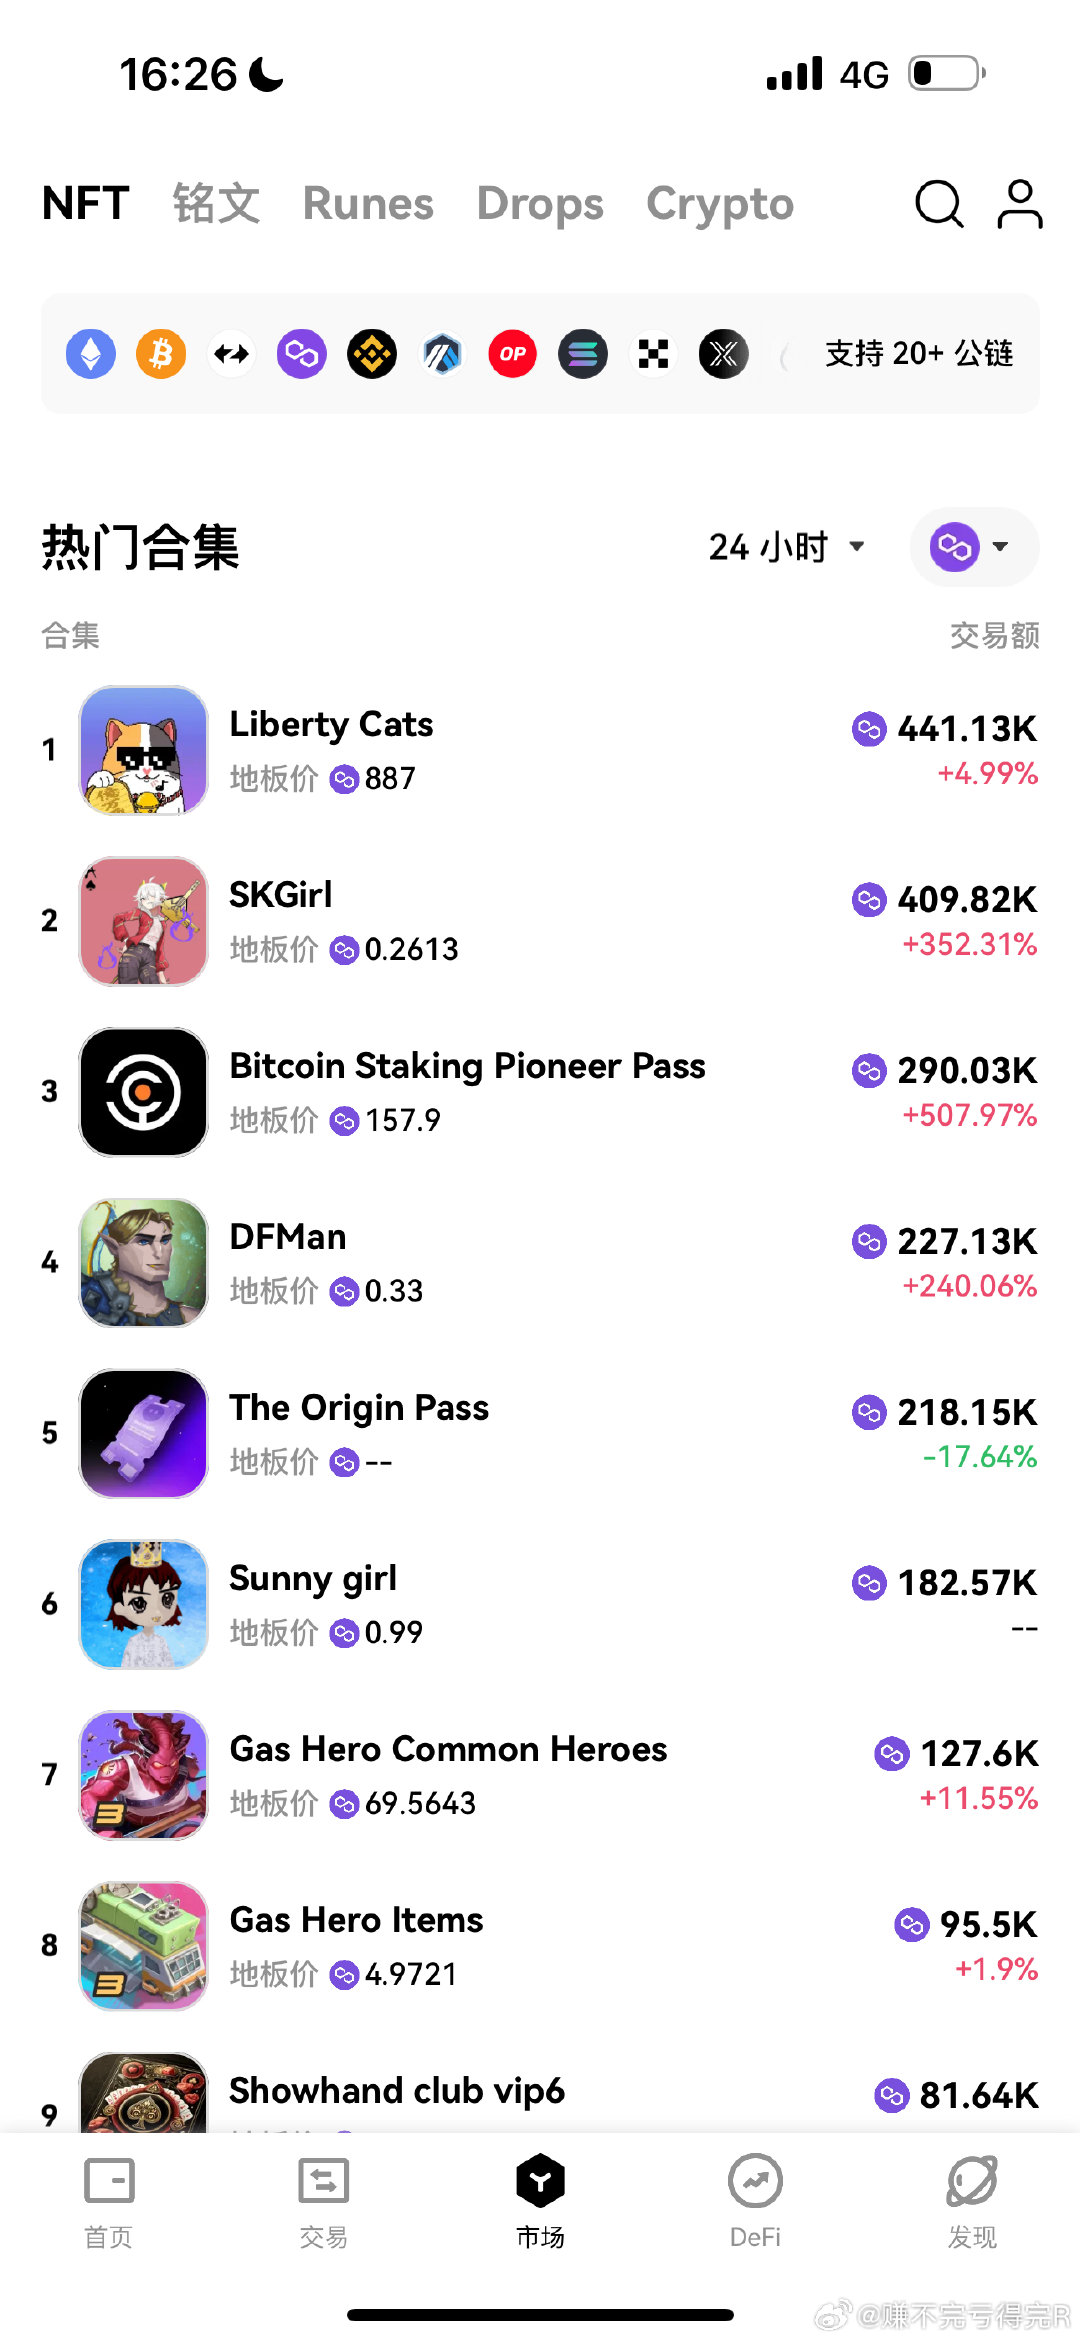 16:26 4G
NFT 铭文 Runes Drops Crypto
OP 支持 20+ 公链
热门合集 24 小时
合集 交易额
1 Liberty Cats 441.13K
地板价 887 +4.99%
2 SKGirl 409.82K
地板价 0.2613 +352.31%
3 Bitcoin Staking Pioneer Pass 290.03K
地板价 157.9 +507.97%
4 DFMan 227.13K
地板价 0.33 +240.06%
5 The Origin Pass 218.15K
地板价 -- -17.64%
6 Sunny girl 182.57K
地板价 0.99 --
7 Gas Hero Common Heroes 127.6K
地板价 69.5643 +11.55%
8 Gas Hero Items 95.5K
地板价 4.9721 +1.9%
9 Showhand club vip6 81.64K
首页 交易 市场 DeFi 发现
@赚不完亏得完R